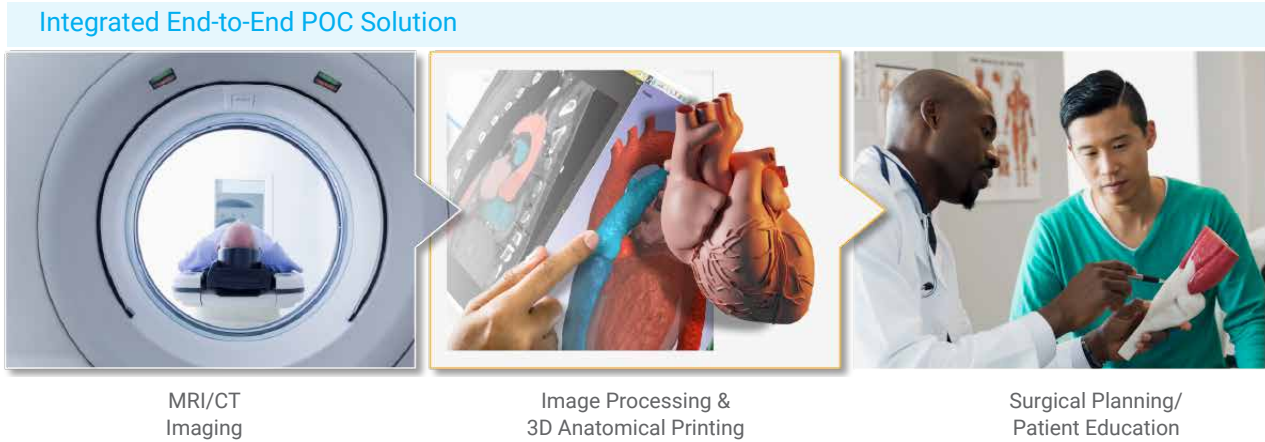 Integrated End-to-End POC Solution
MRI/CT
Imaging
Image Processing &
3D Anatomical Printing
Surgical Planning/
Patient Education